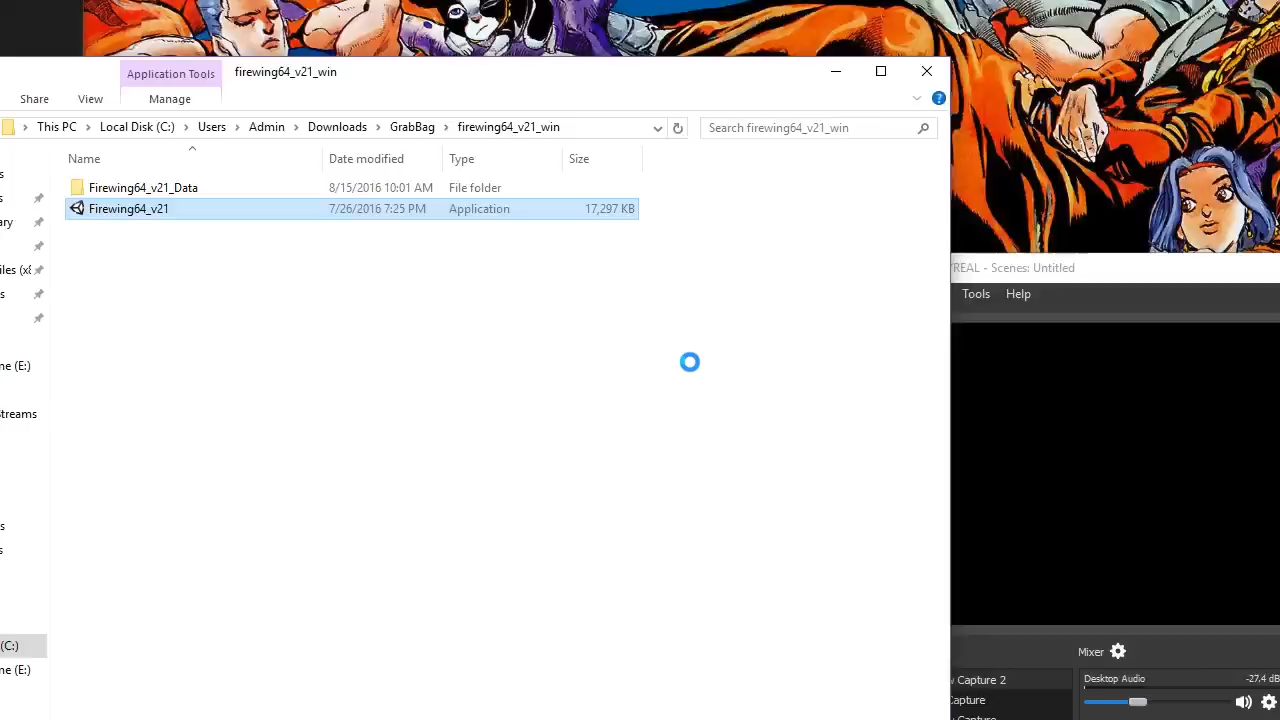 Application Tools
firewing64_v21_win
Share
View
Manage
This PC
Local Disk (C:)
Users
Admin
Downloads
GrabBag
firewing64_v21_win
Search firewing64_v21_win
Name
Date modified
Type
Size
Firewing64_v21_Data
8/15/2016 10:01 AM
File folder
Firewing64_v21
7/26/2016 7:25 PM
Application
17,297 KB
- Scenes: Untitled
Tools
Help
(E:)
(C:)
(E:)
Mixer
Capture 2
Desktop Audio
-27.4 dB